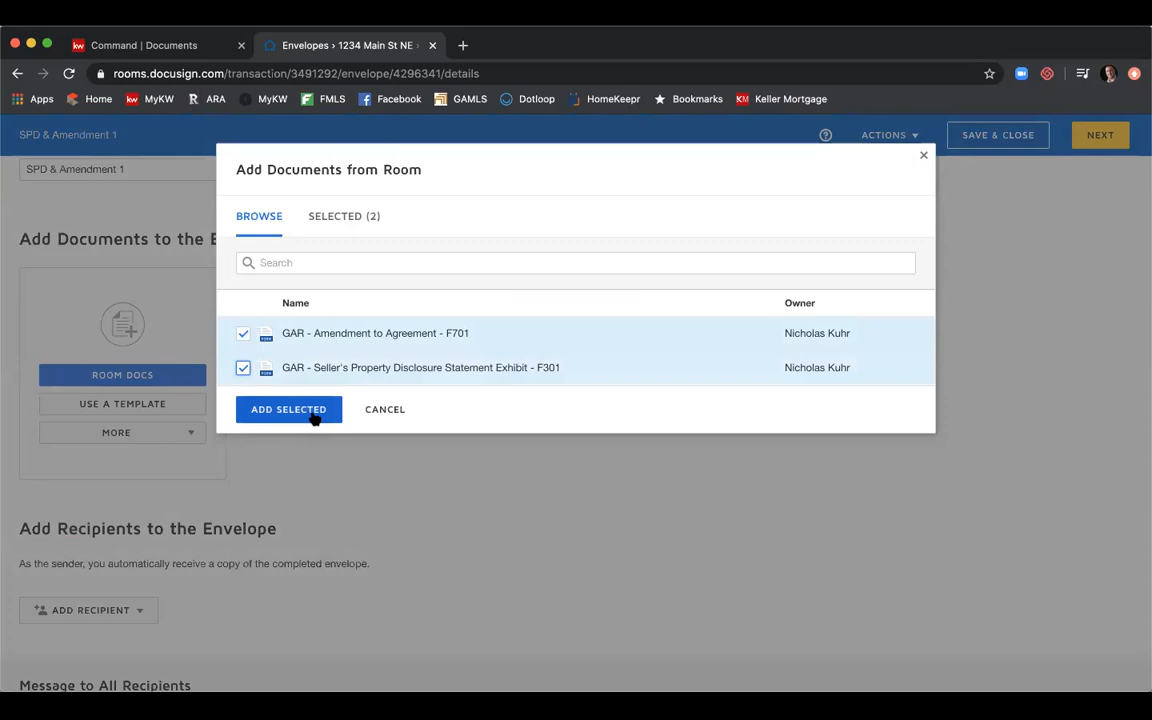 Command | Documents
Envelopes › 1234 Main St NE
rooms.docusign.com/transaction/3491292/envelope/4296341/details
Apps Home MyKW ARA MyKW FMLS Facebook GAMLS Dotloop HomeKeepr Bookmarks Keller Mortgage
SPD & Amendment 1
ACTIONS
SAVE & CLOSE
NEXT
SPD & Amendment 1
Add Documents from Room
BROWSE
SELECTED (2)
Search
Name
Owner
GAR - Amendment to Agreement - F701
Nicholas Kuhr
GAR - Seller's Property Disclosure Statement Exhibit - F301
Nicholas Kuhr
ADD SELECTED
CANCEL
Add Documents to the E
ROOM DOCS
USE A TEMPLATE
MORE
Add Recipients to the Envelope
As the sender, you automatically receive a copy of the completed envelope.
ADD RECIPIENT
Message to All Recipients